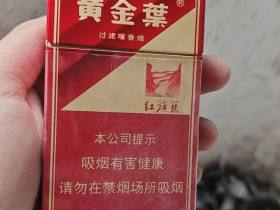 黄金葉®
过滤嘴香烟
红旗渠
本公司提示
吸烟有害健康
请勿在禁烟场所吸烟